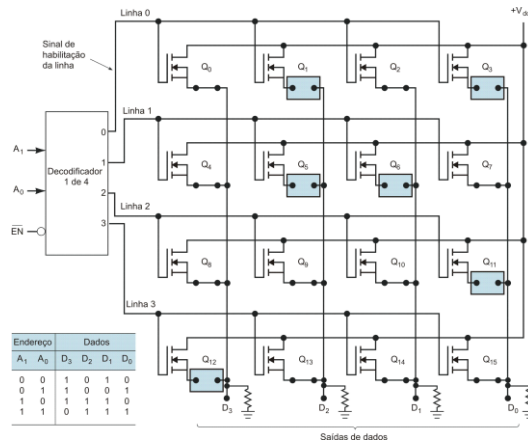 Linha 0
+V
Sinal de
habilitação
da linha
Q0
Q1
Q2
Q3
0
Linha 1
A1
Decodificador
1 de 4
1
Q4
Q5
Q6
Q7
A0
2
Linha 2
EN
3
Q8
Q9
Q10
Q11
Linha 3
Endereço Dados
Q12
Q13
Q14
Q15
A1 A0 D3 D2 D1 D0
0 0 1 0 1 0
0 1 1 0 0 1
1 0 1 1 1 0
1 1 0 1 1 1
D3
D2
D1
D0
Saídas de dados